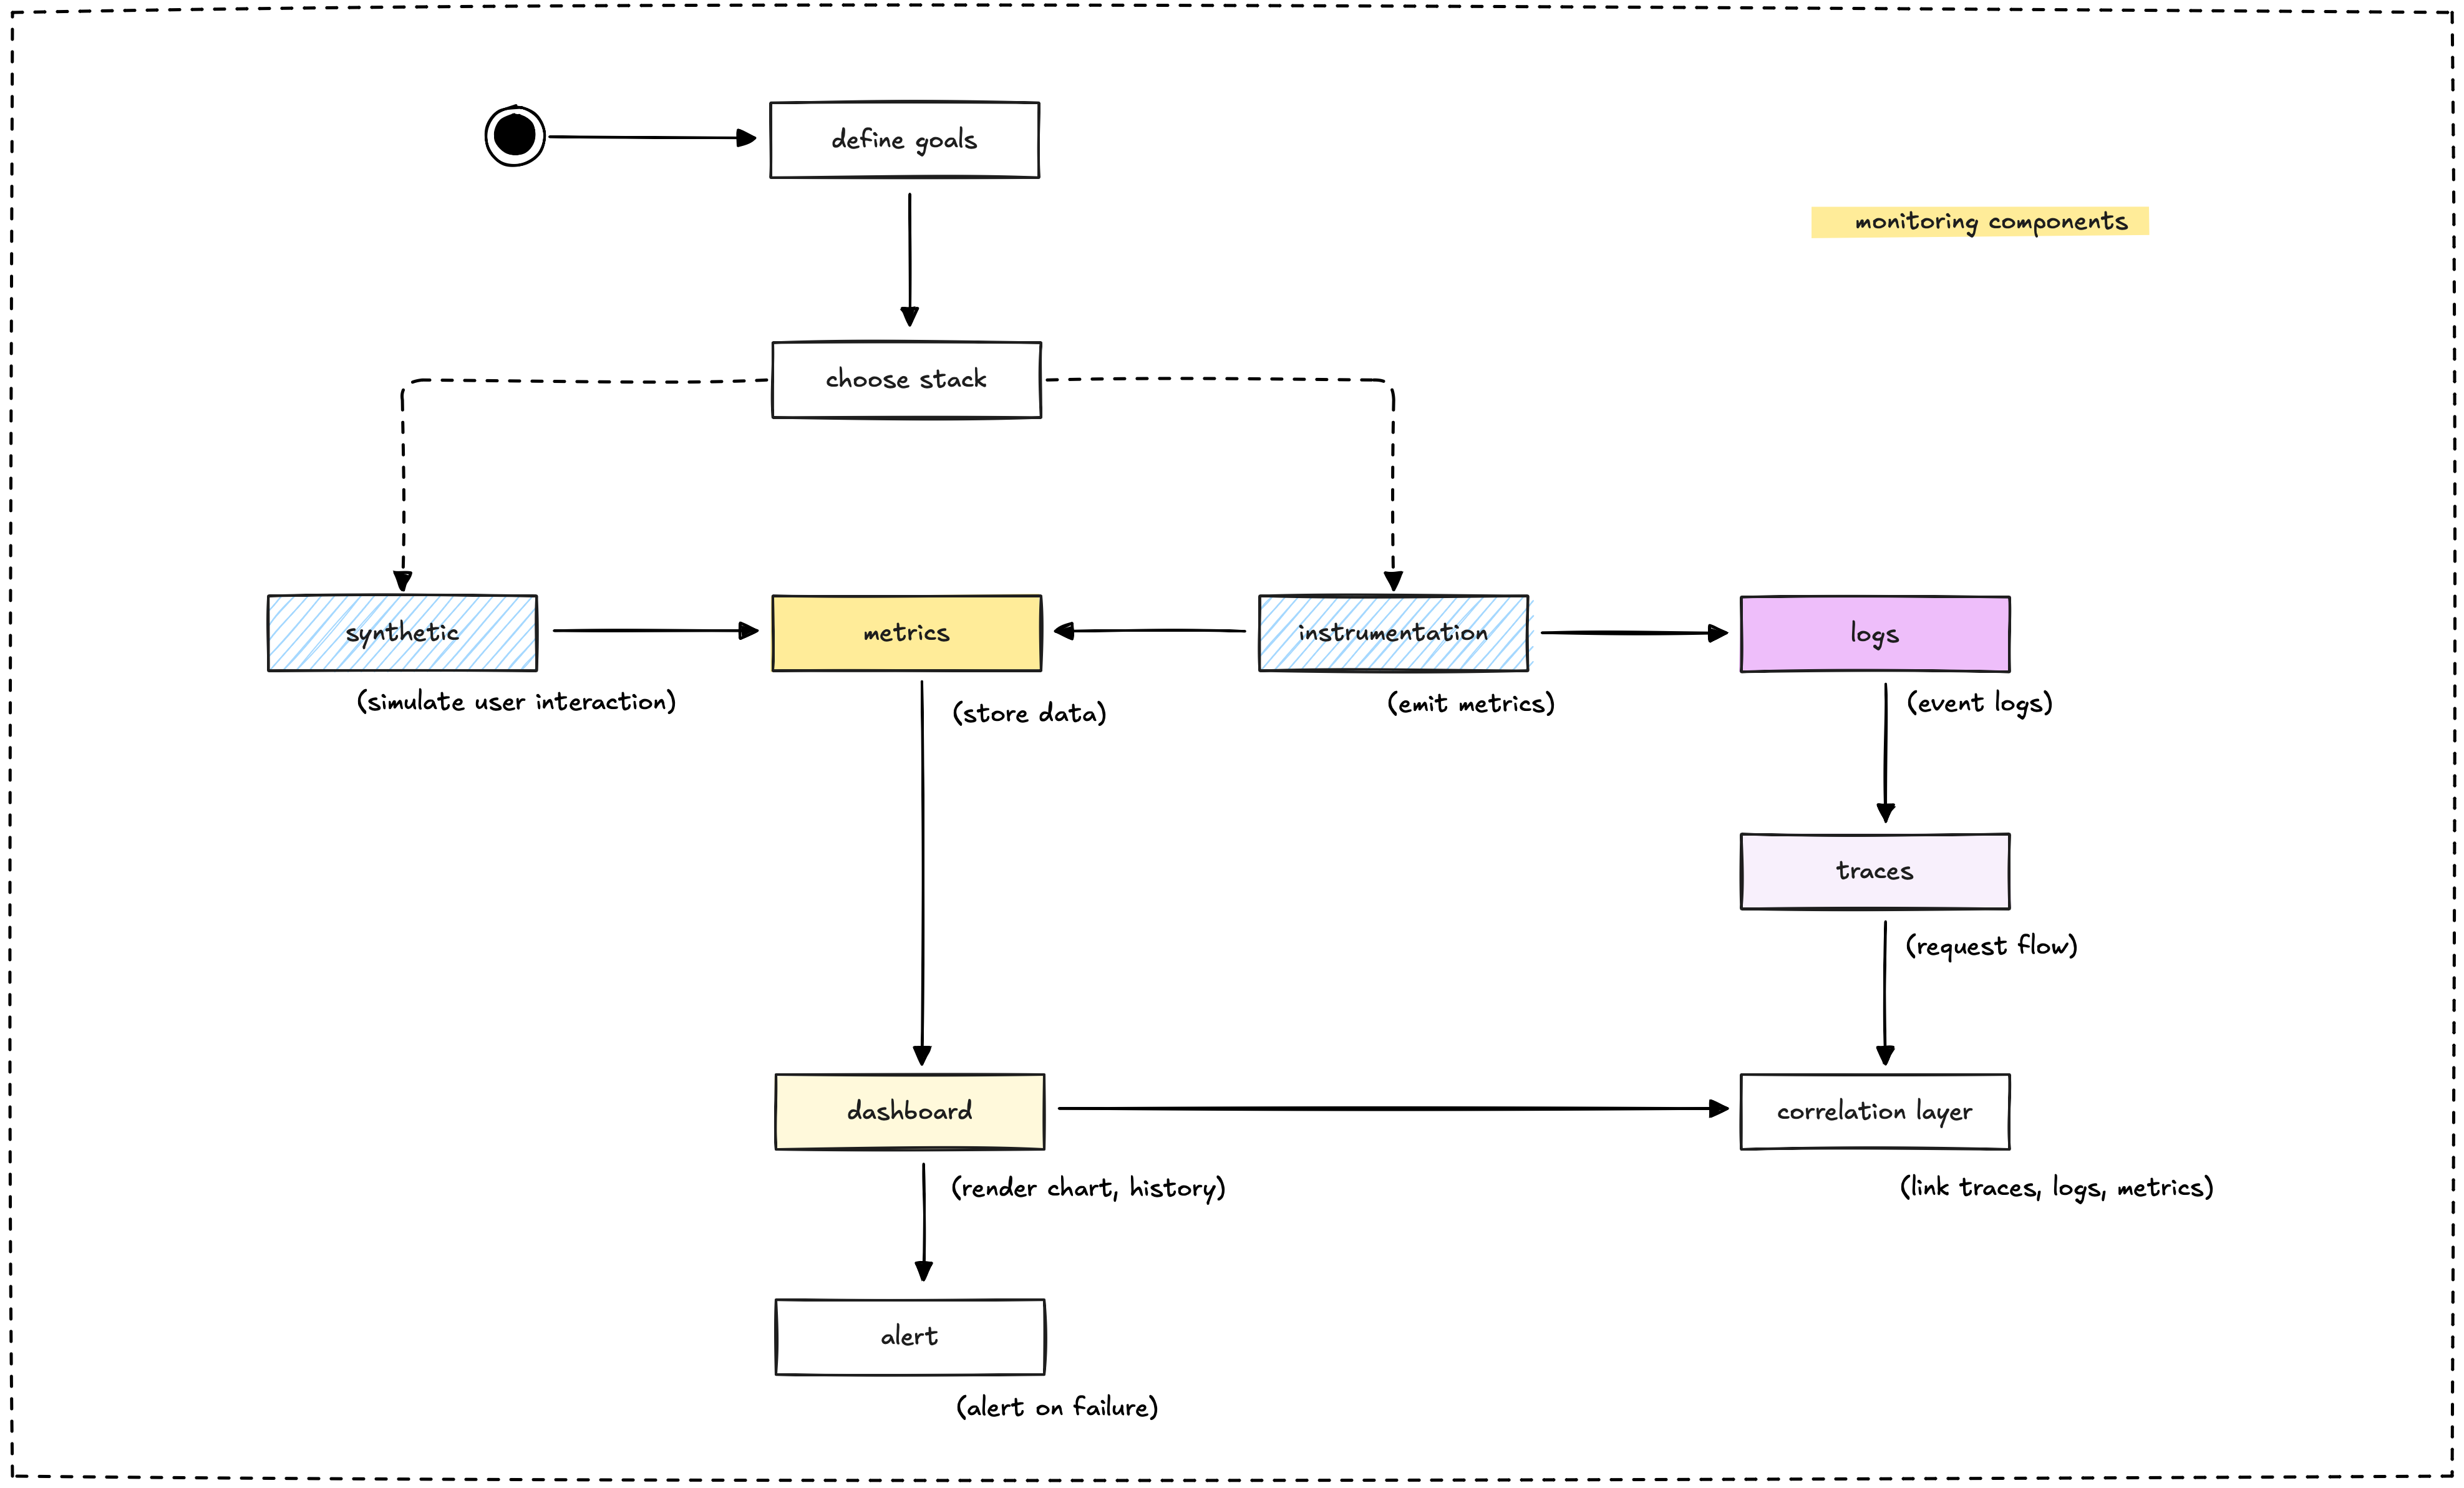 define goals
monitoring components
choose stack
synthetic
metrics
instrumentation
logs
(simulate user interaction)
(store data)
(emit metrics)
(event logs)
traces
(request flow)
dashboard
correlation layer
(render chart, history)
(link traces, logs, metrics)
alert
(alert on failure)